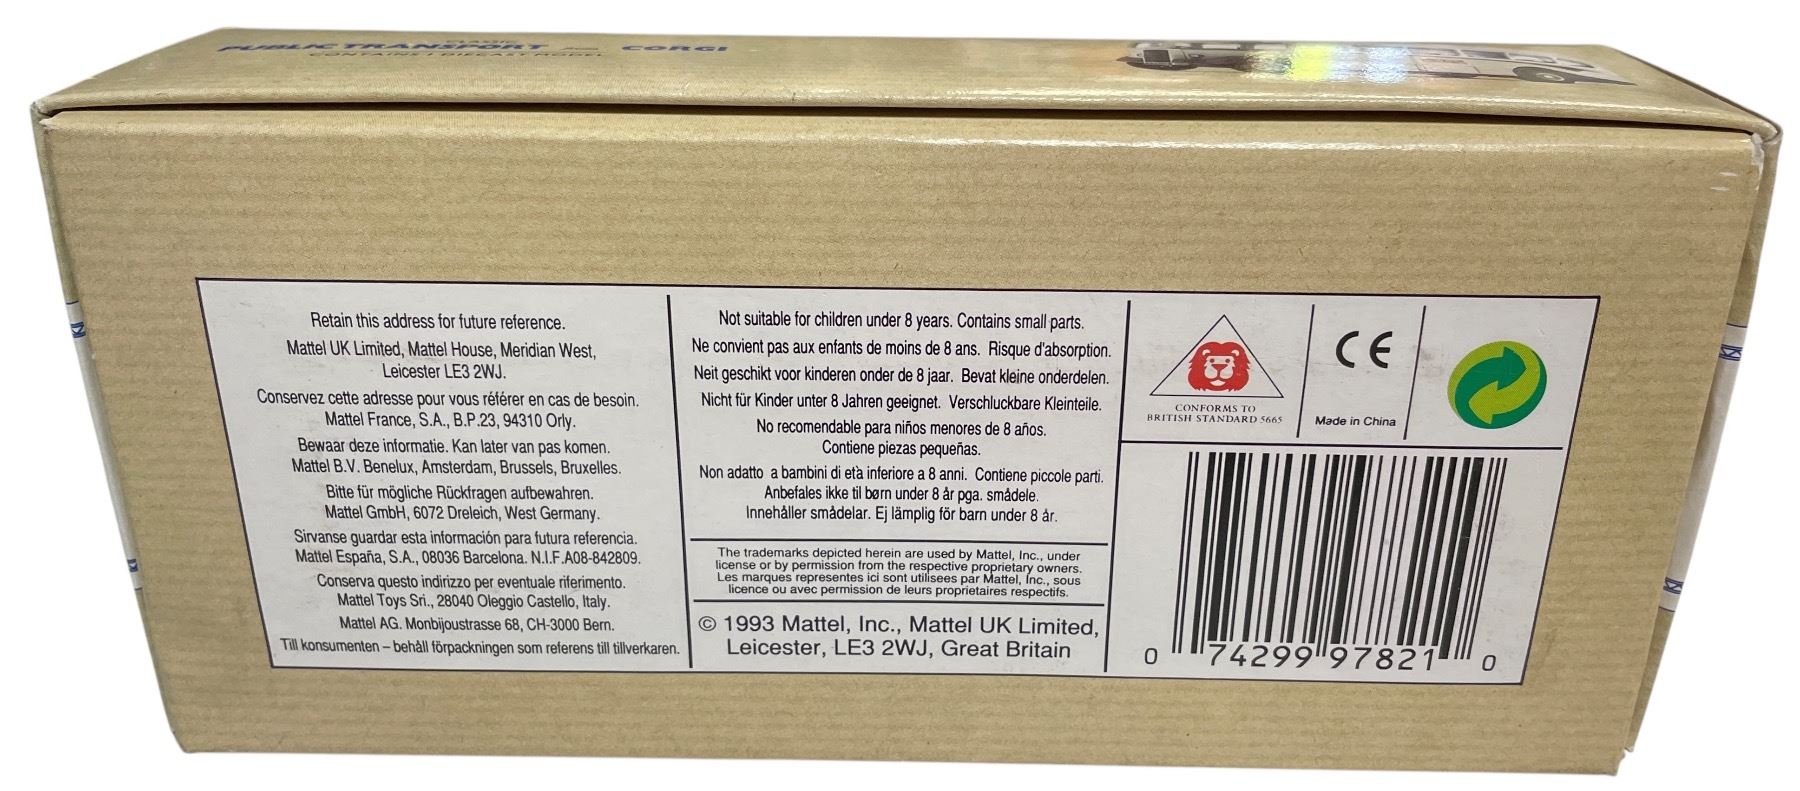 CLASSIC
PUBLIC TRANSPORT FROM CORGI
CONTAINS 1 DIECAST MODEL
Retain this address for future reference.
Mattel UK Limited, Mattel House, Meridian West,
Leicester LE3 2WJ.
Conservez cette adresse pour vous référer en cas de besoin.
Mattel France, S.A., B.P.23, 94310 Orly.
Bewaar deze informatie. Kan later van pas komen.
Mattel B.V. Benelux, Amsterdam, Brussels, Bruxelles.
Bitte für mögliche Rückfragen aufbewahren.
Mattel GmbH, 6072 Dreleich, West Germany.
Sirvanse guardar esta información para futura referencia.
Mattel España, S.A., 08036 Barcelona. N.I.F.A08-842809.
Conserva questo indirizzo per eventuale riferimento.
Mattel Toys Sri., 28040 Oleggio Castello, Italy.
Mattel AG. Monbijoustrasse 68, CH-3000 Bern.
Till konsumenten – behåll förpackningen som referens till tillverkaren.
Not suitable for children under 8 years. Contains small parts.
Ne convient pas aux enfants de moins de 8 ans. Risque d'absorption.
Neit geschikt voor kinderen onder de 8 jaar. Bevat kleine onderdelen.
Nicht für Kinder unter 8 Jahren geeignet. Verschluckbare Kleinteile.
No recomendable para niños menores de 8 años.
Contiene piezas pequeñas.
Non adatto a bambini di età inferiore a 8 anni. Contiene piccole parti.
Anbefales ikke til børn under 8 år pga. smådele.
Innehåller smådelar. Ej lämplig för barn under 8 år.
The trademarks depicted herein are used by Mattel, Inc., under
license or by permission from the respective proprietary owners.
Les marques representes ici sont utilisees par Mattel, Inc., sous
licence ou avec permission de leurs proprietaires respectifs.
© 1993 Mattel, Inc., Mattel UK Limited,
Leicester, LE3 2WJ, Great Britain
CONFORMS TO
BRITISH STANDARD 5665
CE
Made in China
0 74299 97821 0